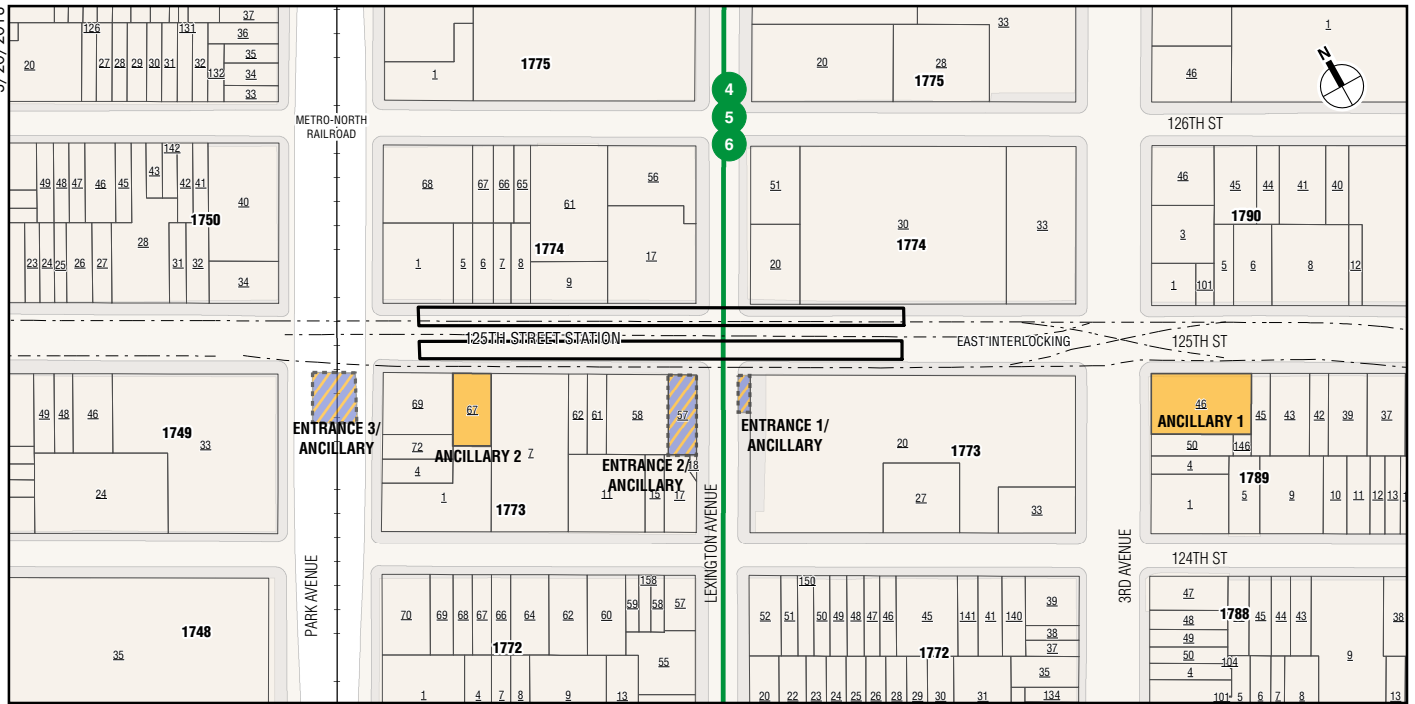 37
126
131
36
20
27 28 29 30 31 32
132
35
34
33
1
1775
20
28
1775
33
1
46
N
4
5
6
METRO-NORTH
RAILROAD
126TH ST
49 48 47 46 45
43
142
42 41
40
1750
28
23 24 25 26 27
31 32
34
68
67 66 65
61
56
1774
1
5 6 7 8
9
17
51
30
33
1774
20
46
45 44 41 40
1790
3
5 6 8 12
1 101
125TH STREET STATION
EAST INTERLOCKING
125TH ST
49 48 46
1749
33
24
ENTRANCE 3/
ANCILLARY
69
67
72
4
ANCILLARY 2
7
1
1773
62 61 58
57
ENTRANCE 2/
ANCILLARY
18
11
15
17
ENTRANCE 1/
ANCILLARY
20
1773
27
33
46
ANCILLARY 1
45 43 42 39 37
50
146
4
1789
1
5 9 10 11 12 13
PARK AVENUE
LEXINGTON AVENUE
3RD AVENUE
124TH ST
1748
35
70 69 68 67 66 64 62 60
158
59 58 57
1772
55
1 4 7 8 9 13
52 51
150
50 49 48 47 46 45
141 41 140
39
38
37
1772
35
134
20 22 23 24 25 26 28 29 30 31
47
48
49
50
4
1788
45 44 43
38
104
9
101 5 6 7 8
13